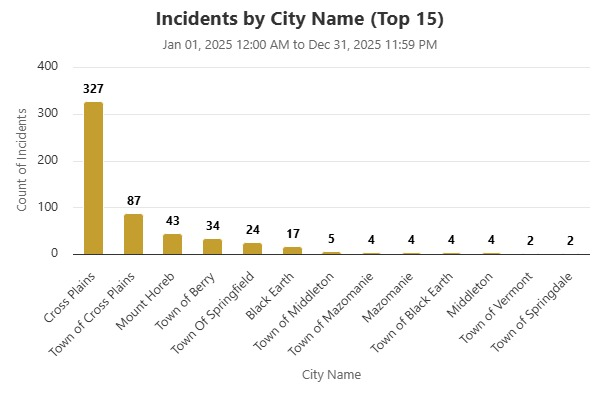 Incidents by City Name (Top 15)
Jan 01, 2025 12:00 AM to Dec 31, 2025 11:59 PM
Count of Incidents
400
300
200
100
0
327
87
43
34
24
17
5
4
4
4
4
2
2
Cross Plains
Town of Cross Plains
Mount Horeb
Town of Berry
Town Of Springfield
Black Earth
Town of Middleton
Town of Mazomanie
Mazomanie
Town of Black Earth
Middleton
Town of Vermont
Town of Springdale
City Name